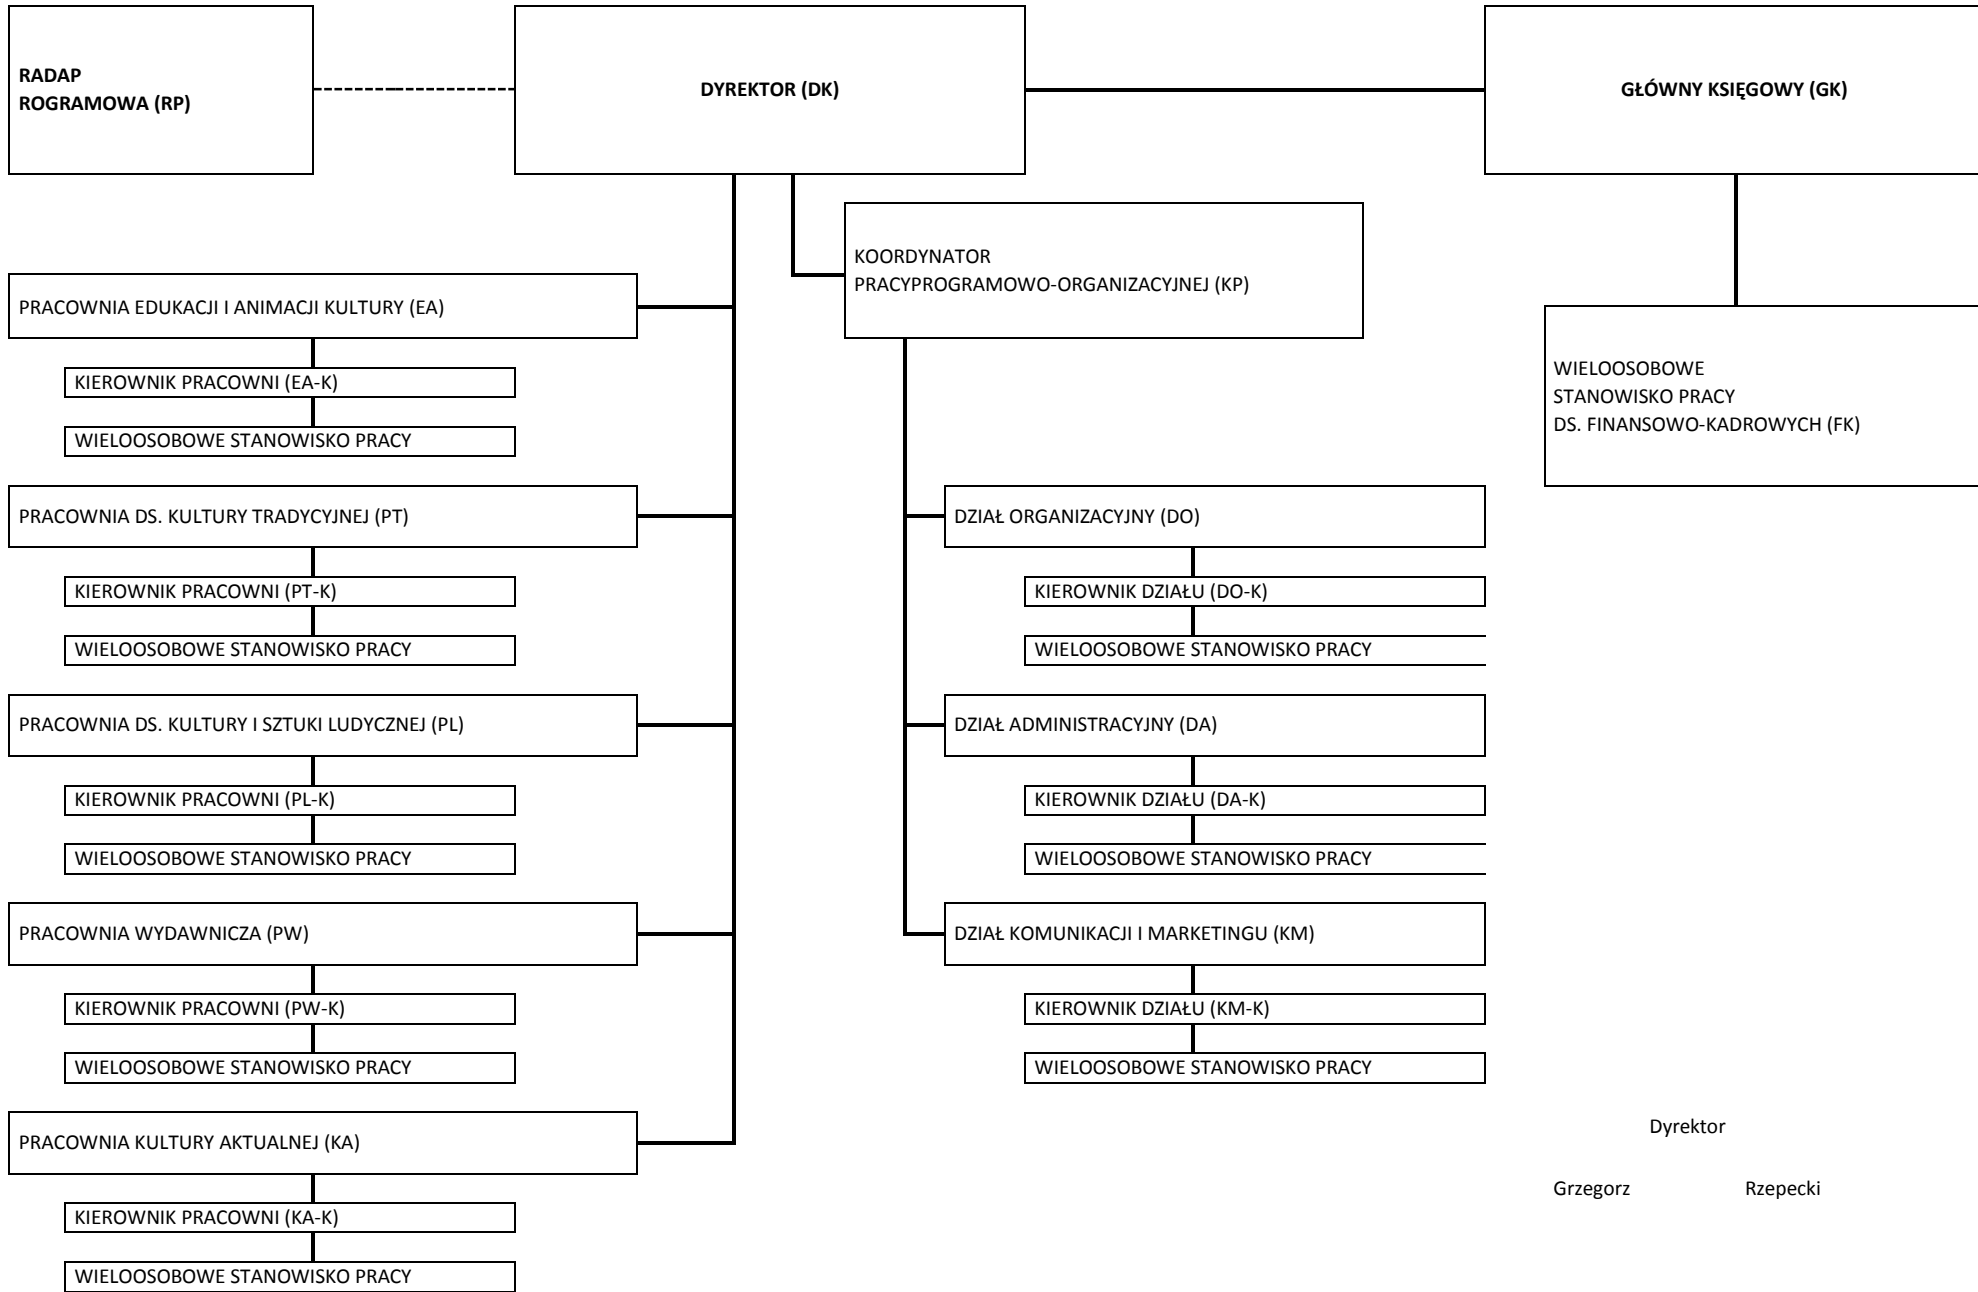 RADAP
ROGRAMOWA (RP)
DYREKTOR (DK)
GŁÓWNY KSIĘGOWY (GK)
KOORDYNATOR
PRACYPROGRAMOWO-ORGANIZACYJNEJ (KP)
PRACOWNIA EDUKACJI I ANIMACJI KULTURY (EA)
KIEROWNIK PRACOWNI (EA-K)
WIELOOSOBOWE STANOWISKO PRACY
PRACOWNIA DS. KULTURY TRADYCYJNEJ (PT)
KIEROWNIK PRACOWNI (PT-K)
WIELOOSOBOWE STANOWISKO PRACY
PRACOWNIA DS. KULTURY I SZTUKI LUDYCZNEJ (PL)
KIEROWNIK PRACOWNI (PL-K)
WIELOOSOBOWE STANOWISKO PRACY
PRACOWNIA WYDAWNICZA (PW)
KIEROWNIK PRACOWNI (PW-K)
WIELOOSOBOWE STANOWISKO PRACY
PRACOWNIA KULTURY AKTUALNEJ (KA)
KIEROWNIK PRACOWNI (KA-K)
WIELOOSOBOWE STANOWISKO PRACY
DZIAŁ ORGANIZACYJNY (DO)
KIEROWNIK DZIAŁU (DO-K)
WIELOOSOBOWE STANOWISKO PRACY
DZIAŁ ADMINISTRACYJNY (DA)
KIEROWNIK DZIAŁU (DA-K)
WIELOOSOBOWE STANOWISKO PRACY
DZIAŁ KOMUNIKACJI I MARKETINGU (KM)
KIEROWNIK DZIAŁU (KM-K)
WIELOOSOBOWE STANOWISKO PRACY
WIELOOSOBOWE
STANOWISKO PRACY
DS. FINANSOWO-KADROWYCH (FK)
Dyrektor
Grzegorz Rzepecki